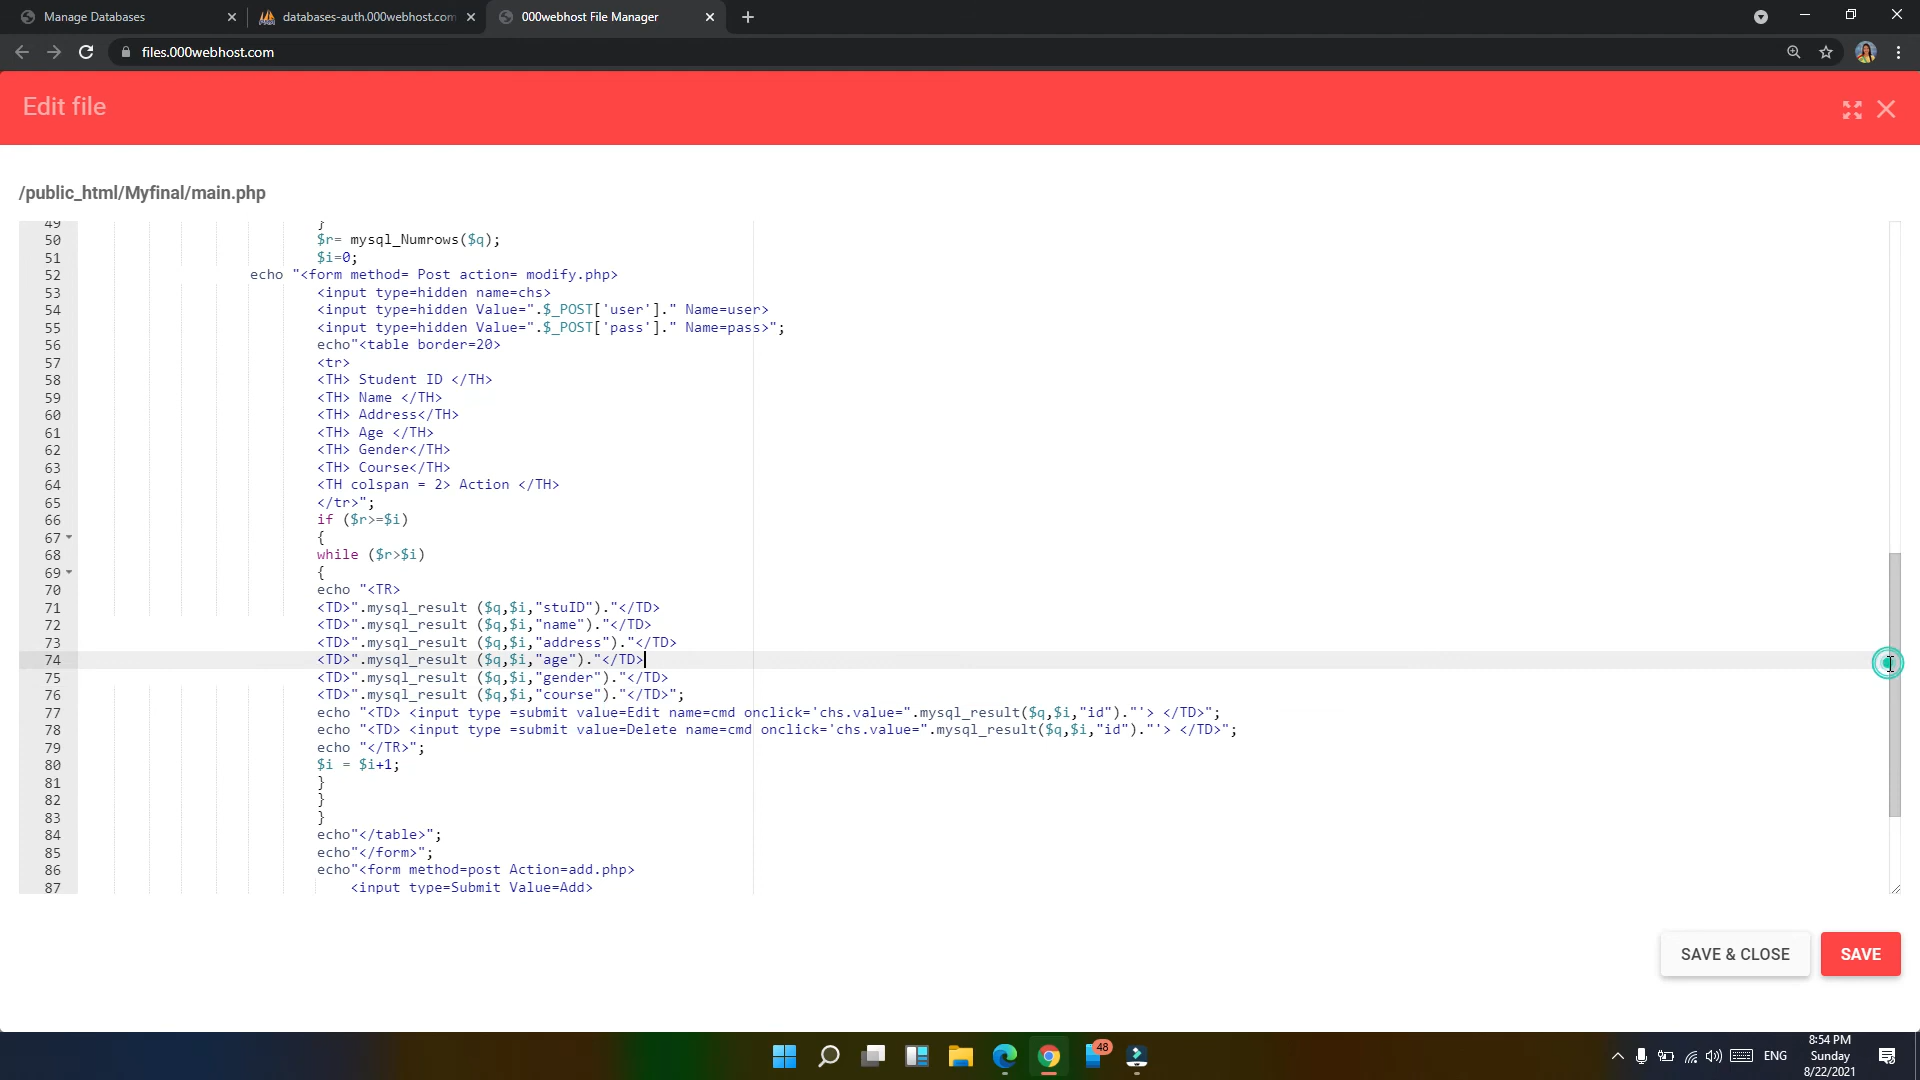 Manage Databases
databases-auth.000webhost.com
000webhost File Manager
files.000webhost.com
Edit file
/public_html/Myfinal/main.php
49 }
50 $r= mysql_Numrows($q);
51 $i=0;
52 echo "<form method= Post action= modify.php>
53 <input type=hidden name=chs>
54 <input type=hidden Value=".$_POST['user']." Name=user>
55 <input type=hidden Value=".$_POST['pass']." Name=pass>";
56 echo"<table border=20>
57 <tr>
58 <TH> Student ID </TH>
59 <TH> Name </TH>
60 <TH> Address</TH>
61 <TH> Age </TH>
62 <TH> Gender</TH>
63 <TH> Course</TH>
64 <TH colspan = 2> Action </TH>
65 </tr>";
66 if ($r>=$i)
67 {
68 while ($r>$i)
69 {
70 echo "<TR>
71 <TD>".mysql_result ($q,$i,"stuID")."</TD>
72 <TD>".mysql_result ($q,$i,"name")."</TD>
73 <TD>".mysql_result ($q,$i,"address")."</TD>
74 <TD>".mysql_result ($q,$i,"age")."</TD>
75 <TD>".mysql_result ($q,$i,"gender")."</TD>
76 <TD>".mysql_result ($q,$i,"course")."</TD>";
77 echo "<TD> <input type =submit value=Edit name=cmd onclick='chs.value=".mysql_result($q,$i,"id")."'> </TD>";
78 echo "<TD> <input type =submit value=Delete name=cmd onclick='chs.value=".mysql_result($q,$i,"id")."'> </TD>";
79 echo "</TR>";
80 $i = $i+1;
81 }
82 }
83 }
84 echo"</table>";
85 echo"</form>";
86 echo"<form method=post Action=add.php>
87 <input type=Submit Value=Add>
SAVE & CLOSE
SAVE
48
ENG
8:54 PM
Sunday
8/22/2021